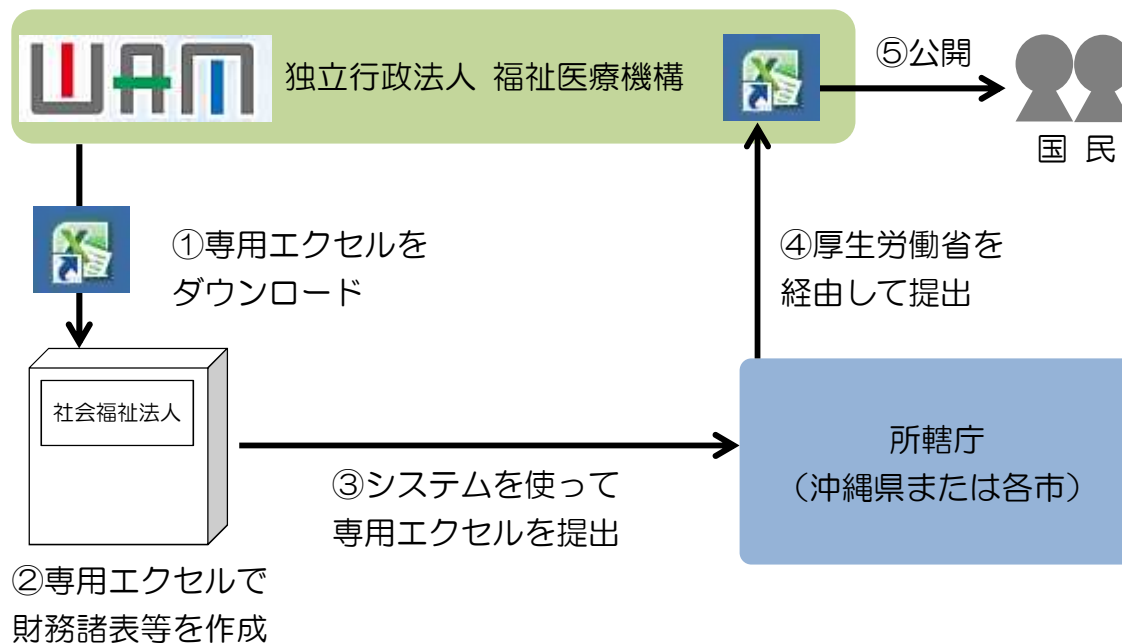 WAM
独立行政法人 福祉医療機構
⑤公開
国 民
①専用エクセルを
ダウンロード
④厚生労働省を
経由して提出
社会福祉法人
③システムを使って
専用エクセルを提出
所轄庁
（沖縄県または各市）
②専用エクセルで
財務諸表等を作成